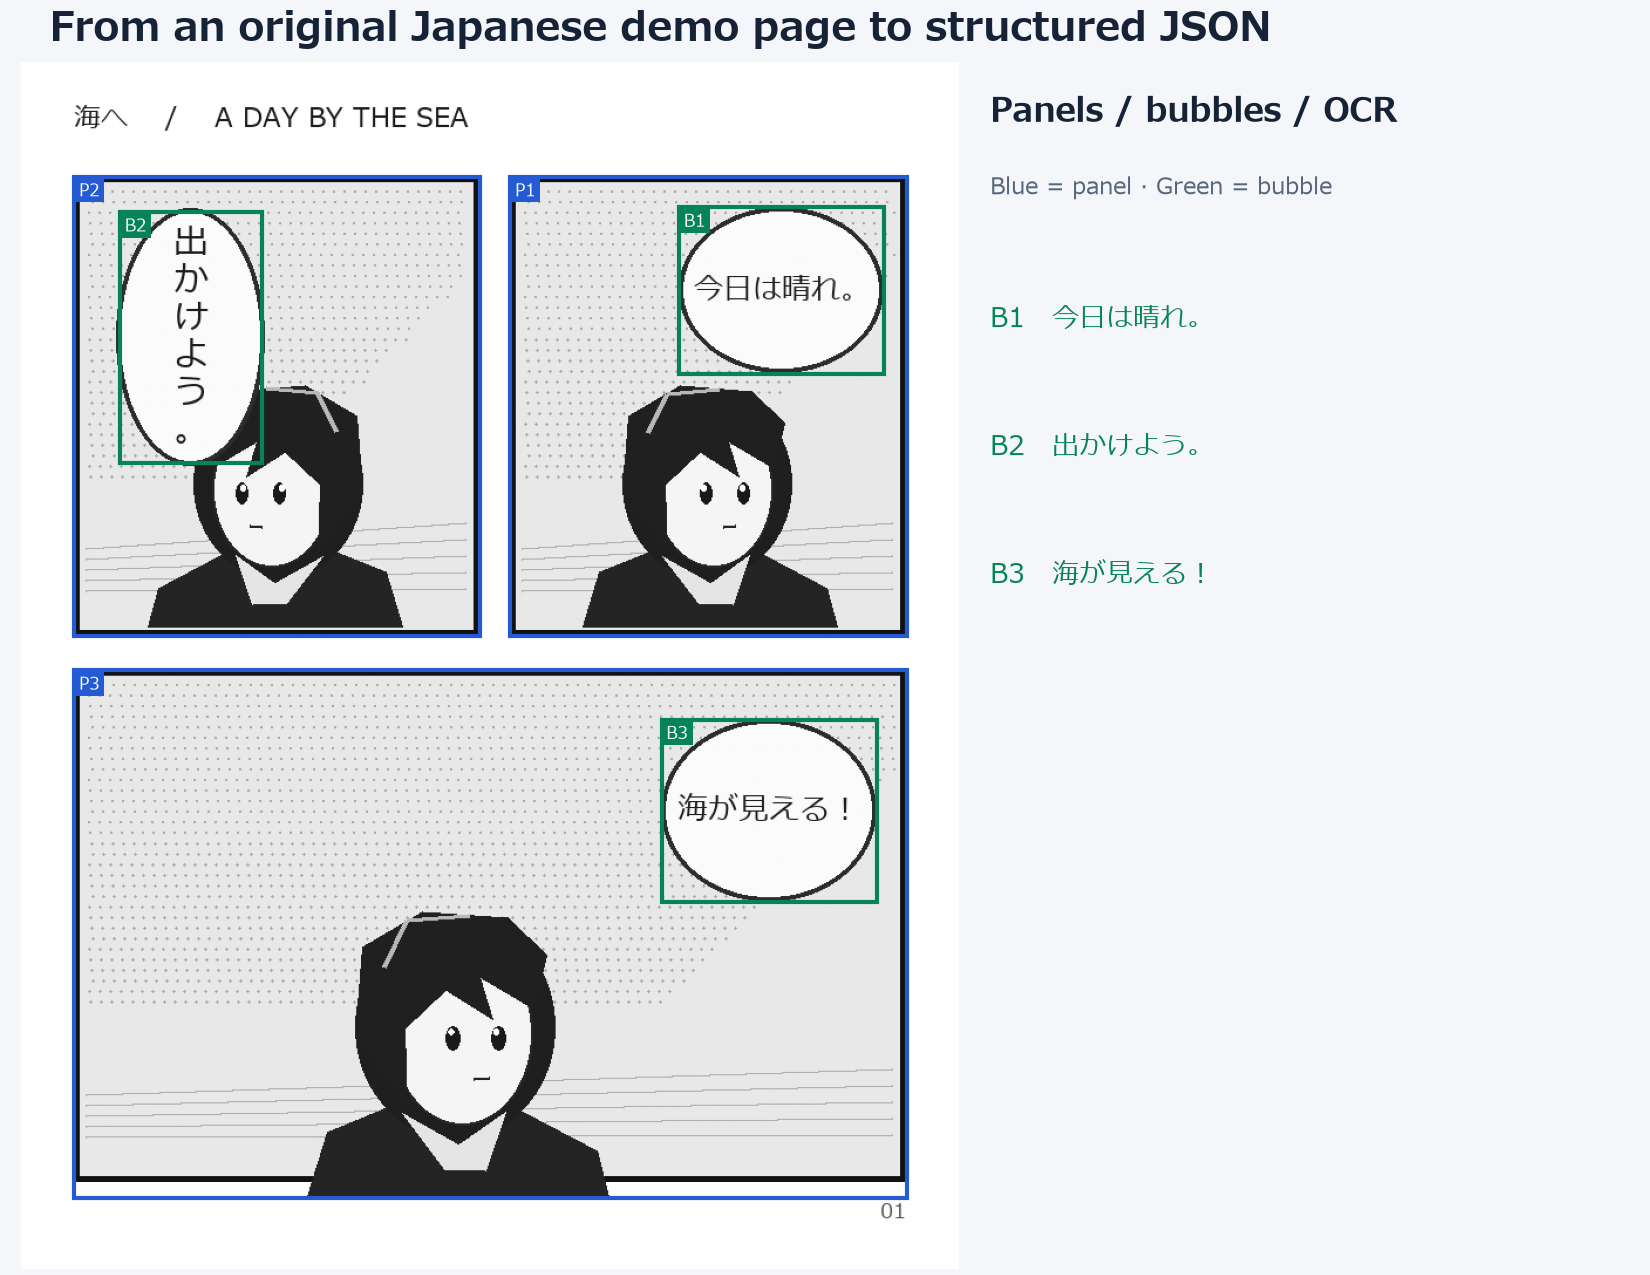 From an original Japanese demo page to structured JSON
海へ / A DAY BY THE SEA
P1
B1
今日は晴れ。
P2
B2
出かけよう。
P3
B3
海が見える！
01
Panels / bubbles / OCR
Blue = panel · Green = bubble
B1 今日は晴れ。
B2 出かけよう。
B3 海が見える！